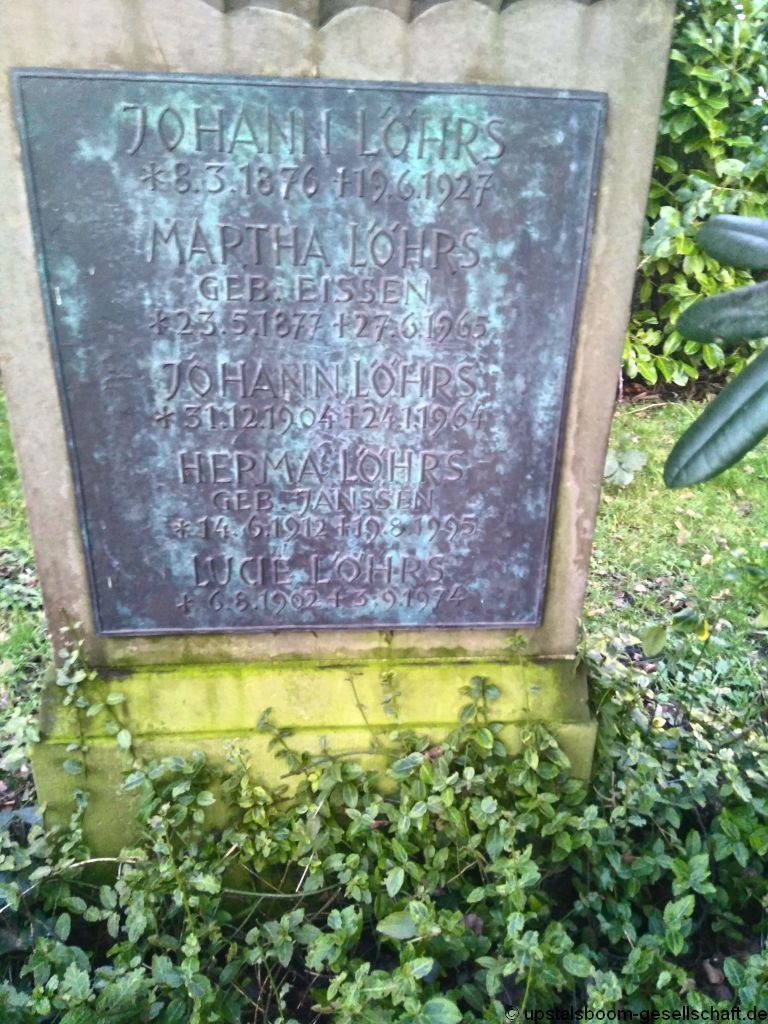 JOHANN LÖHRS
*8.3.1876 +19.6.1927
MARTHA LÖHRS
GEB. EISSEN
*23.5.1877 +27.6.1965
JOHANN LÖHRS
*31.12.1904 +24.1.1964
HERMA LÖHRS
GEB. JANSSEN
*14.6.1912 +19.8.1995
LUCIE LÖHRS
* 6.8.1902 + 3.9.1974
© upstalsboom-gesellschaft.de